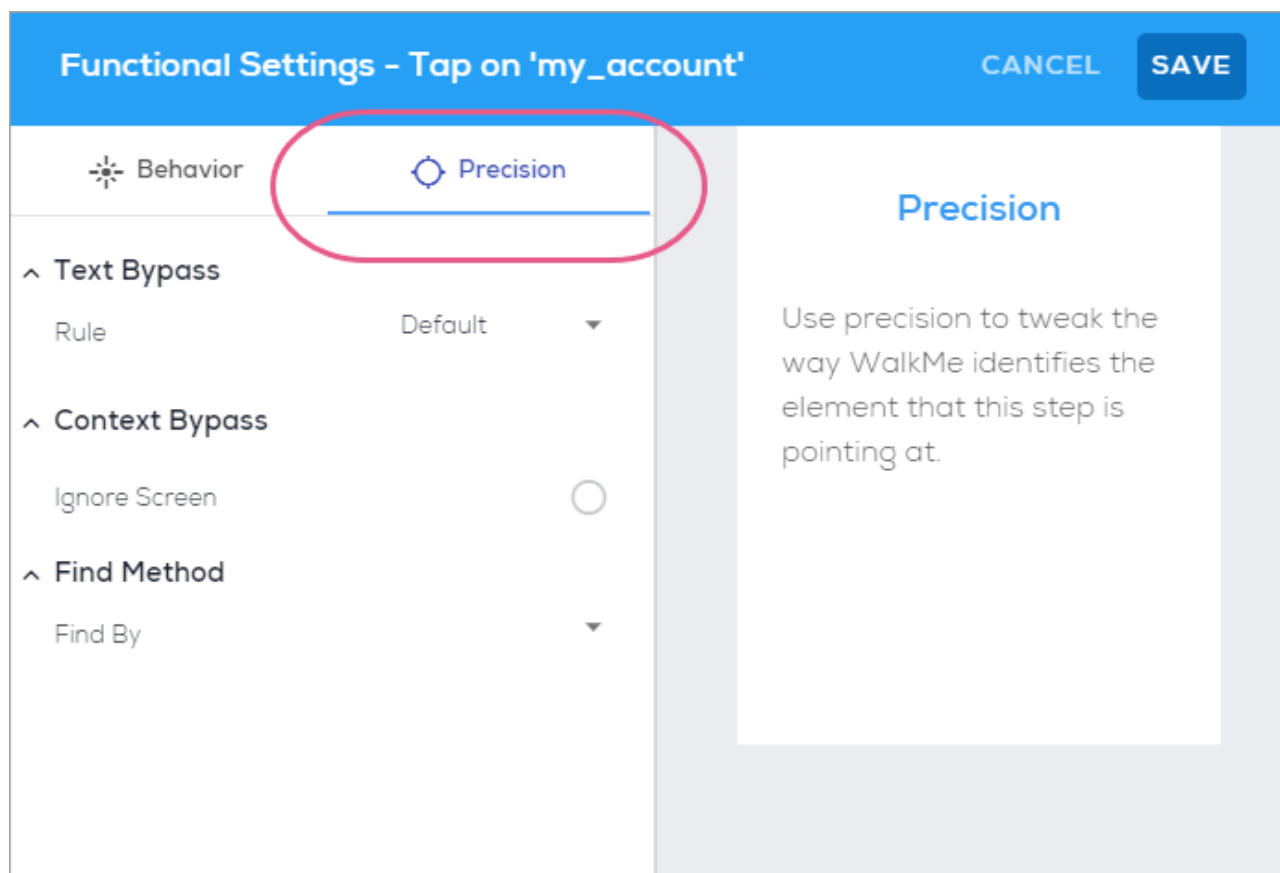 Functional Settings - Tap on 'my_account'
CANCEL
SAVE
Behavior
Precision
Text Bypass
Rule
Default
Context Bypass
Ignore Screen
Find Method
Find By
Precision
Use precision to tweak the
way WalkMe identifies the
element that this step is
pointing at.